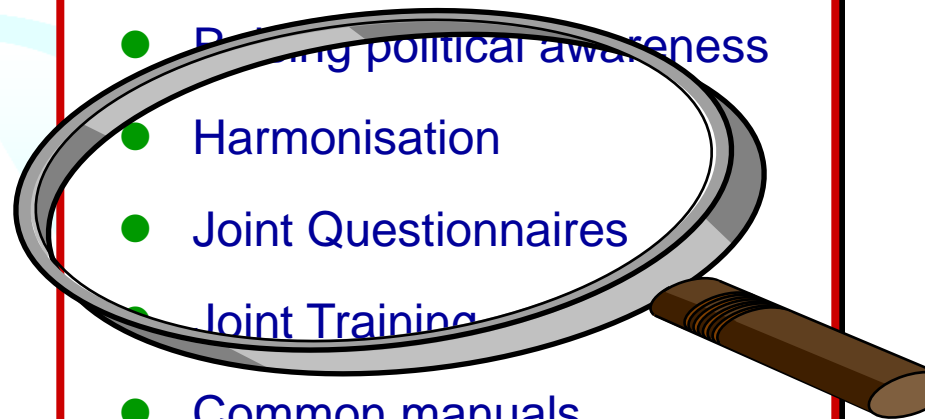 political awareness
Harmonisation
Joint Questionnaires
Joint Training
Common manuals